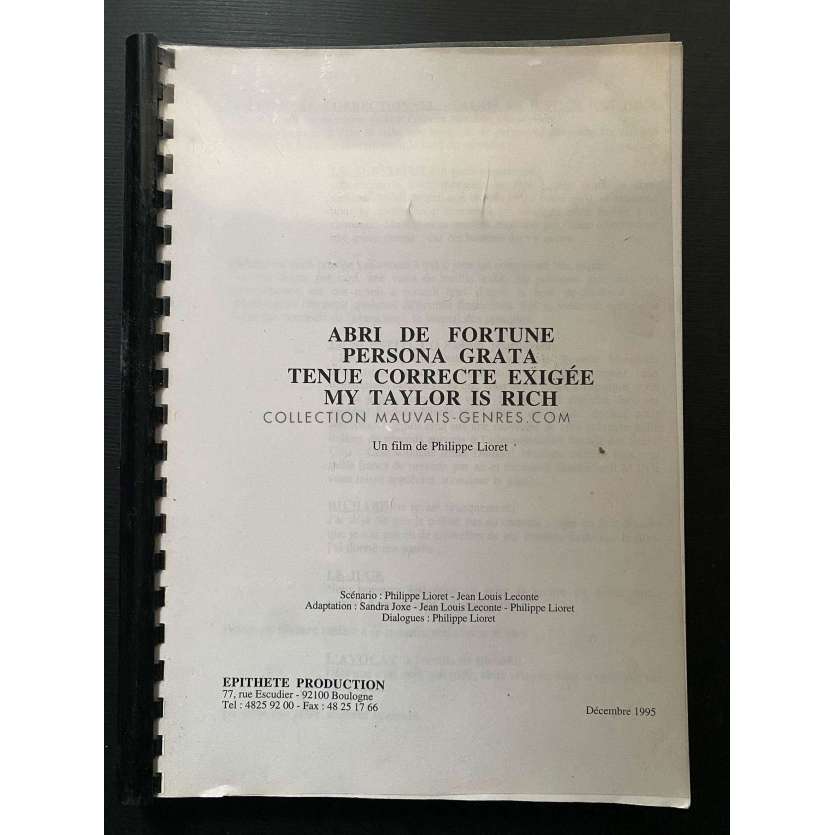 ABRI DE FORTUNE
PERSONA GRATA
TENUE CORRECTE EXIGÉE
MY TAYLOR IS RICH
COLLECTION MAUVAIS-GENRES.COM
Un film de Philippe Lioret
Scénario : Philippe Lioret - Jean Louis Leconte
Adaptation : Sandra Joxe - Jean Louis Leconte - Philippe Lioret
Dialogues : Philippe Lioret
EPITHETE PRODUCTION
77, rue Escudier - 92100 Boulogne
Tel : 4825 92 00 - Fax : 48 25 17 66
Décembre 1995